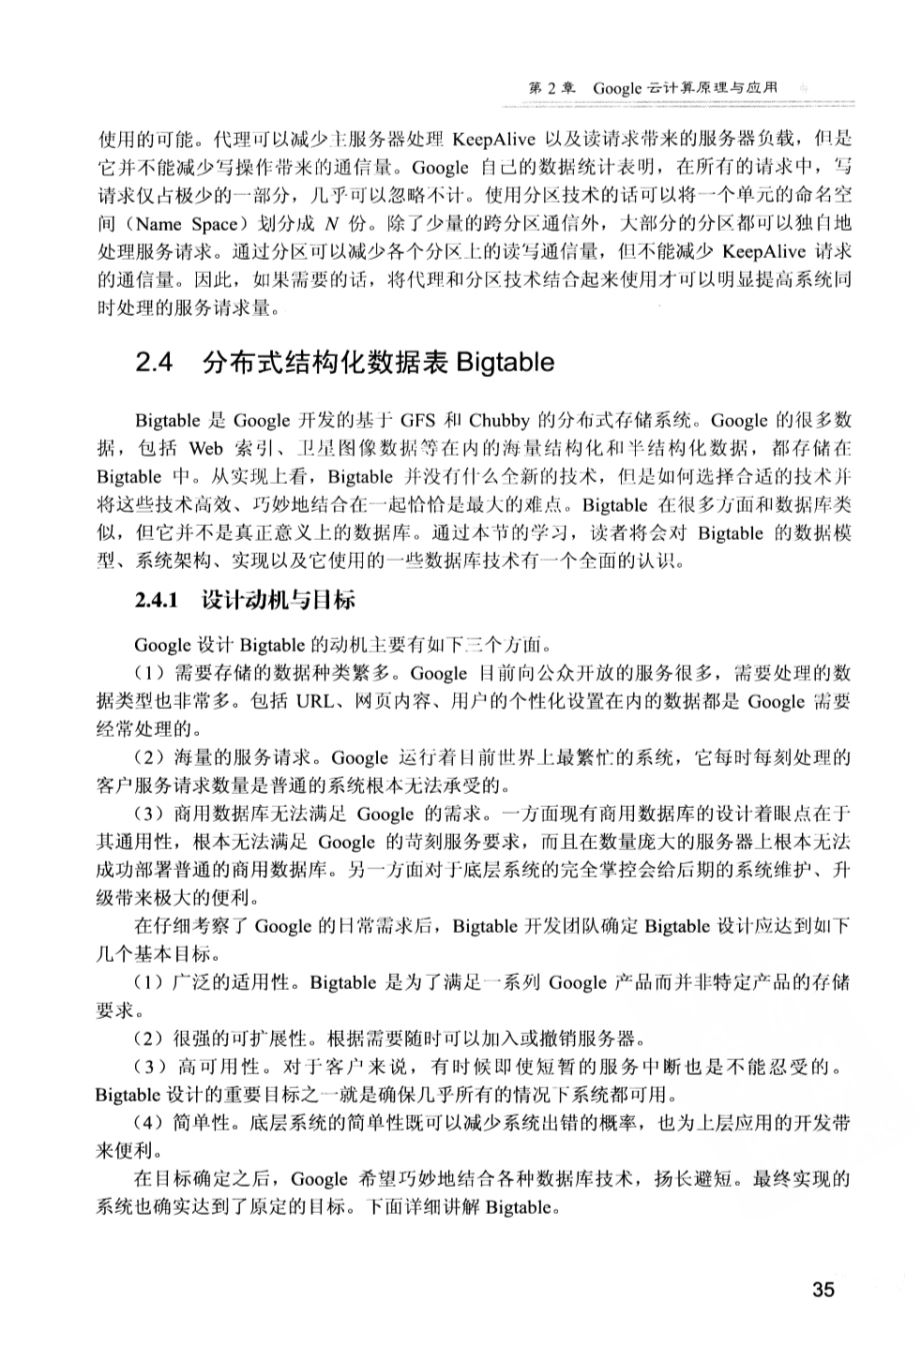 第 2 章 Google 云计算原理与应用
使用的可能。代理可以减少主服务器处理 KeepAlive 以及读请求带来的服务器负载，但是
它并不能减少写操作带来的通信量。Google 自己的数据统计表明，在所有的请求中，写
请求仅占极少的一部分，几乎可以忽略不计。使用分区技术的话可以将一个单元的命名空
间（Name Space）划分成 N 份。除了少量的跨分区通信外，大部分的分区都可以独自地
处理服务请求。通过分区可以减少各个分区上的读写通信量，但不能减少 KeepAlive 请求
的通信量。因此，如果需要的话，将代理和分区技术结合起来使用才可以明显提高系统同
时处理的服务请求量。
2.4 分布式结构化数据表 Bigtable
Bigtable 是 Google 开发的基于 GFS 和 Chubby 的分布式存储系统。Google 的很多数
据，包括 Web 索引、卫星图像数据等在内的海量结构化和半结构化数据，都存储在
Bigtable 中。从实现上看，Bigtable 并没有什么全新的技术，但是如何选择合适的技术并
将这些技术高效、巧妙地结合在一起恰恰是最大的难点。Bigtable 在很多方面和数据库类
似，但它并不是真正意义上的数据库。通过本节的学习，读者将会对 Bigtable 的数据模
型、系统架构、实现以及它使用的一些数据库技术有一个全面的认识。
2.4.1 设计动机与目标
Google 设计 Bigtable 的动机主要有如下三个方面。
（1）需要存储的数据种类繁多。Google 目前向公众开放的服务很多，需要处理的数
据类型也非常多。包括 URL、网页内容、用户的个性化设置在内的数据都是 Google 需要
经常处理的。
（2）海量的服务请求。Google 运行着目前世界上最繁忙的系统，它每时每刻处理的
客户服务请求数量是普通的系统根本无法承受的。
（3）商用数据库无法满足 Google 的需求。一方面现有商用数据库的设计着眼点在于
其通用性，根本无法满足 Google 的苛刻服务要求，而且在数量庞大的服务器上根本无法
成功部署普通的商用数据库。另一方面对于底层系统的完全掌控会给后期的系统维护、升
级带来极大的便利。
在仔细考察了 Google 的日常需求后，Bigtable 开发团队确定 Bigtable 设计应达到如下
几个基本目标。
（1）广泛的适用性。Bigtable 是为了满足一系列 Google 产品而并非特定产品的存储
要求。
（2）很强的可扩展性。根据需要随时可以加入或撤销服务器。
（3）高可用性。对于客户来说，有时候即使短暂的服务中断也是不能忍受的。
Bigtable 设计的重要目标之一就是确保几乎所有的情况下系统都可用。
（4）简单性。底层系统的简单性既可以减少系统出错的概率，也为上层应用的开发带
来便利。
在目标确定之后，Google 希望巧妙地结合各种数据库技术，扬长避短。最终实现的
系统也确实达到了原定的目标。下面详细讲解 Bigtable。
35